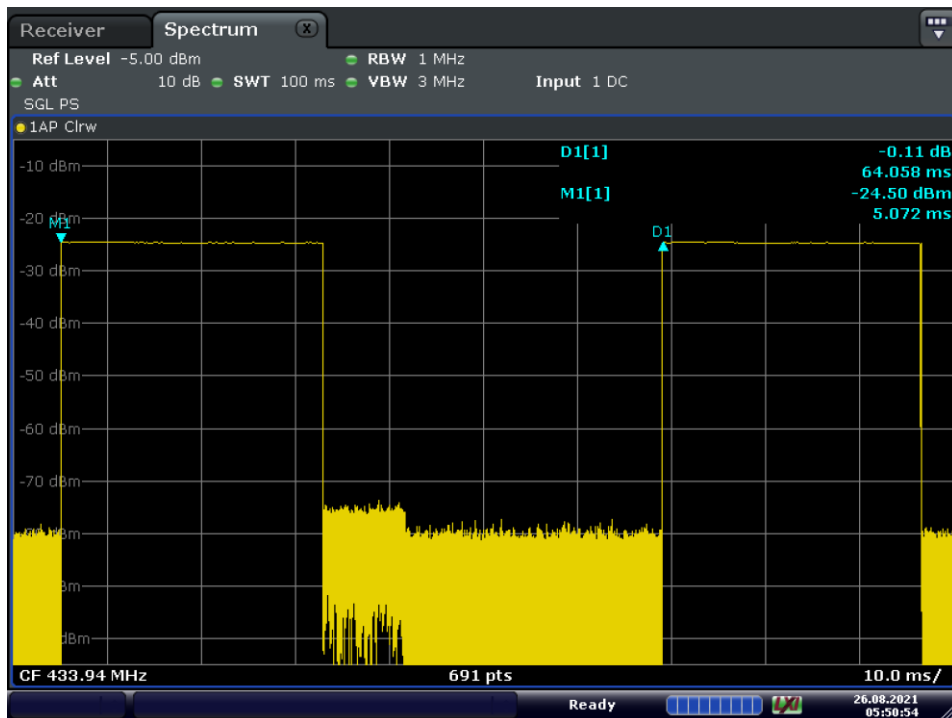 Receiver Spectrum X
Ref Level -5.00 dBm RBW 1 MHz
Att 10 dB SWT 100 ms VBW 3 MHz Input 1 DC
SGL PS
1AP Clrw
D1[1] -0.11 dB
-10 dBm
64.058 ms
M1[1] -24.50 dBm
-20 dBm 5.072 ms
M1 D1
-30 dBm
-40 dBm
-50 dBm
-60 dBm
-70 dBm
CF 433.94 MHz 691 pts 10.0 ms/
Ready LXI 26.08.2021
05:50:54